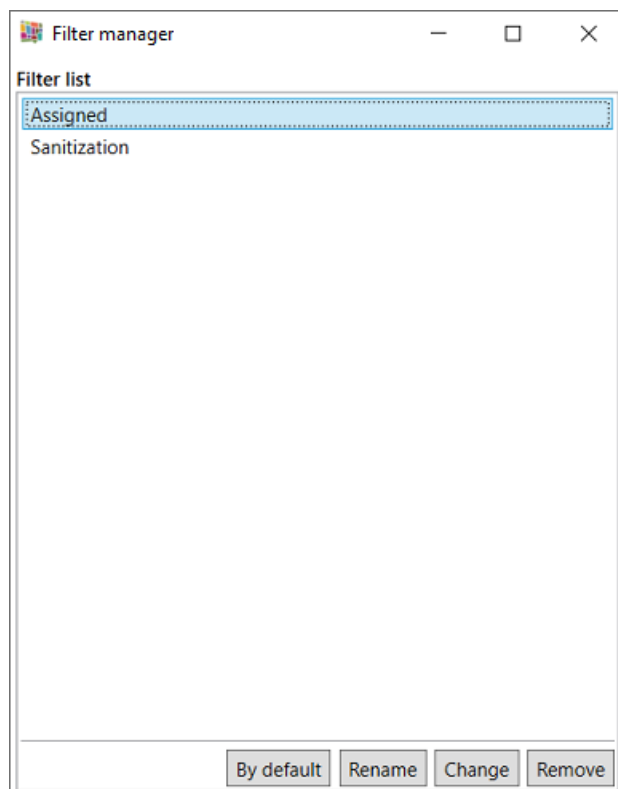 Filter manager
Filter list
Assigned
Sanitization
By default Rename Change Remove